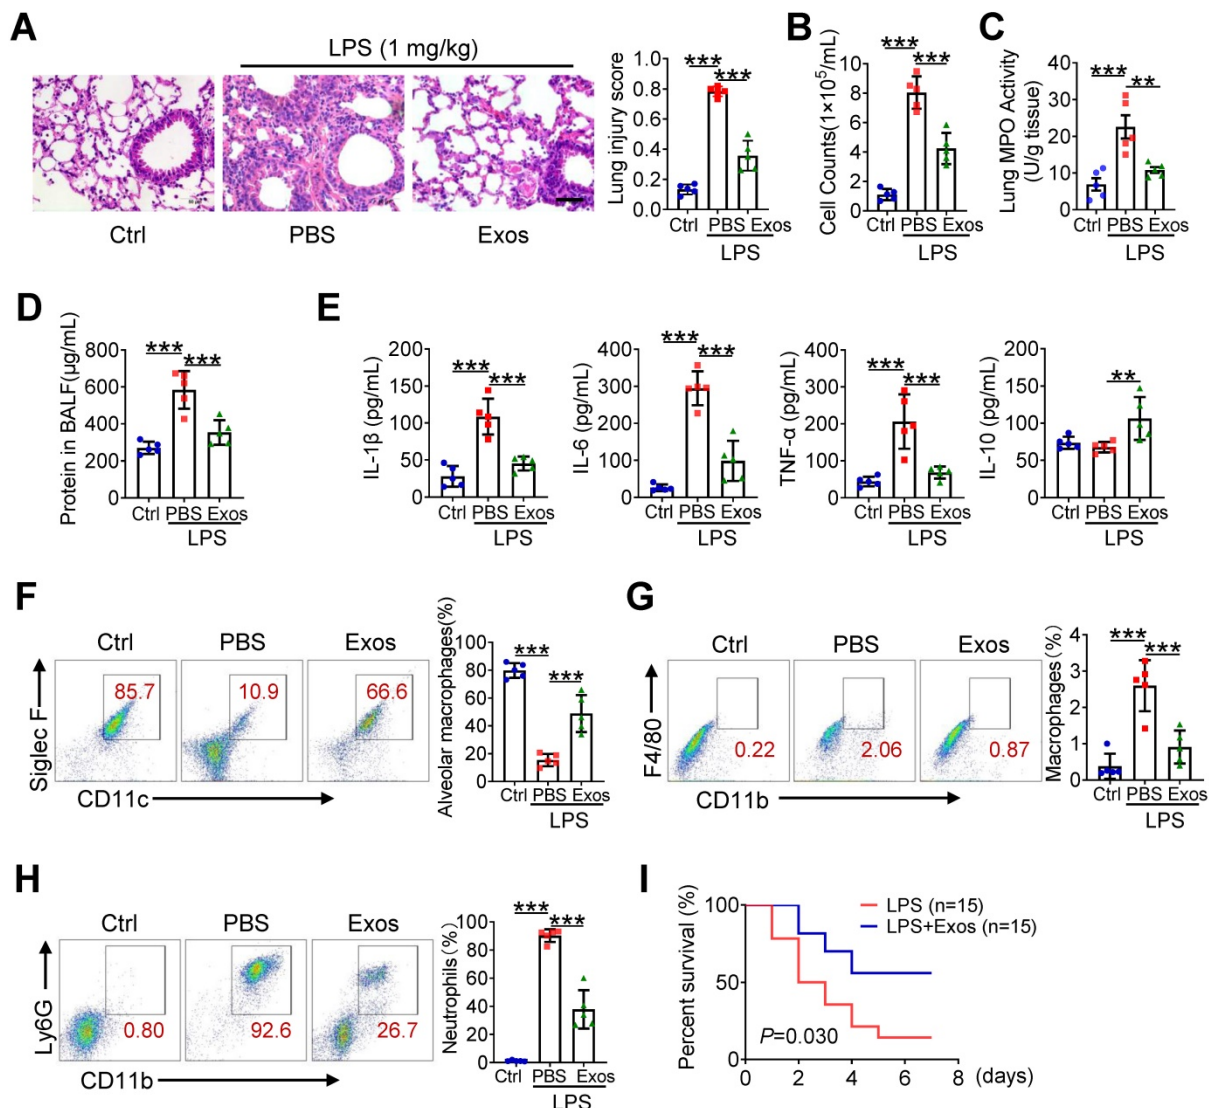 A
LPS (1 mg/kg)
Ctrl
PBS
Exos
Lung injury score
1.0
0.8
0.6
0.4
0.2
0.0
***
***
Ctrl PBS Exos
LPS
B
Cell Counts(1×10⁵/mL)
10
8
6
4
2
0
***
***
Ctrl PBS Exos
LPS
C
Lung MPO Activity
(U/g tissue)
40
30
20
10
0
***
**
Ctrl PBS Exos
LPS
D
Protein in BALF(μg/mL)
800
600
400
200
0
***
***
Ctrl PBS Exos
LPS
E
IL-1β (pg/mL)
200
150
100
50
0
***
***
Ctrl PBS Exos
LPS
IL-6 (pg/mL)
400
300
200
100
0
***
***
Ctrl PBS Exos
LPS
TNF-α (pg/mL)
400
300
200
100
0
***
***
Ctrl PBS Exos
LPS
IL-10 (pg/mL)
200
150
100
50
0
**
Ctrl PBS Exos
LPS
F
Ctrl
PBS
Exos
Siglec F
85.7
10.9
66.6
CD11c
Alveolar macrophages(%)
100
80
60
40
20
0
***
***
Ctrl PBS Exos
LPS
G
Ctrl
PBS
Exos
F4/80
0.22
2.06
0.87
CD11b
Macrophages(%)
4
3
2
1
0
***
***
Ctrl PBS Exos
LPS
H
Ctrl
PBS
Exos
Ly6G
0.80
92.6
26.7
CD11b
Neutrophils(%)
100
80
60
40
20
0
***
***
Ctrl PBS Exos
LPS
I
Percent survival (%)
100
50
0
LPS (n=15)
LPS+Exos (n=15)
P=0.030
0 2 4 6 8 (days)